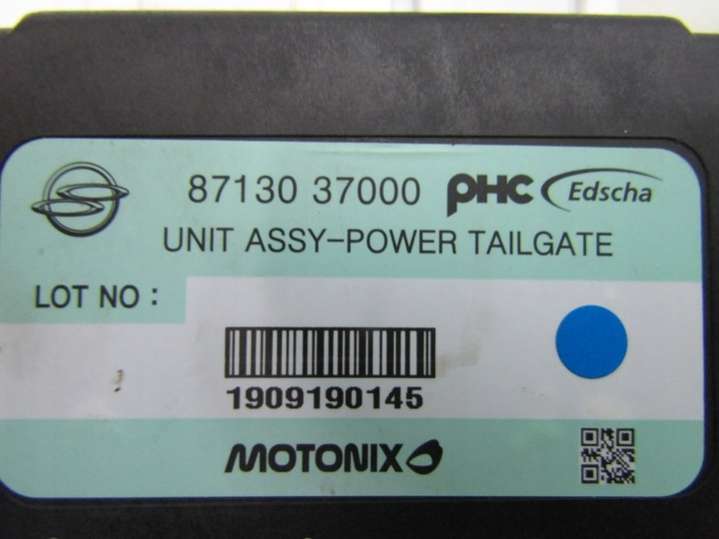 87130 37000 PHC Edscha
UNIT ASSY-POWER TAILGATE
LOT NO :
1909190145
MOTONIX